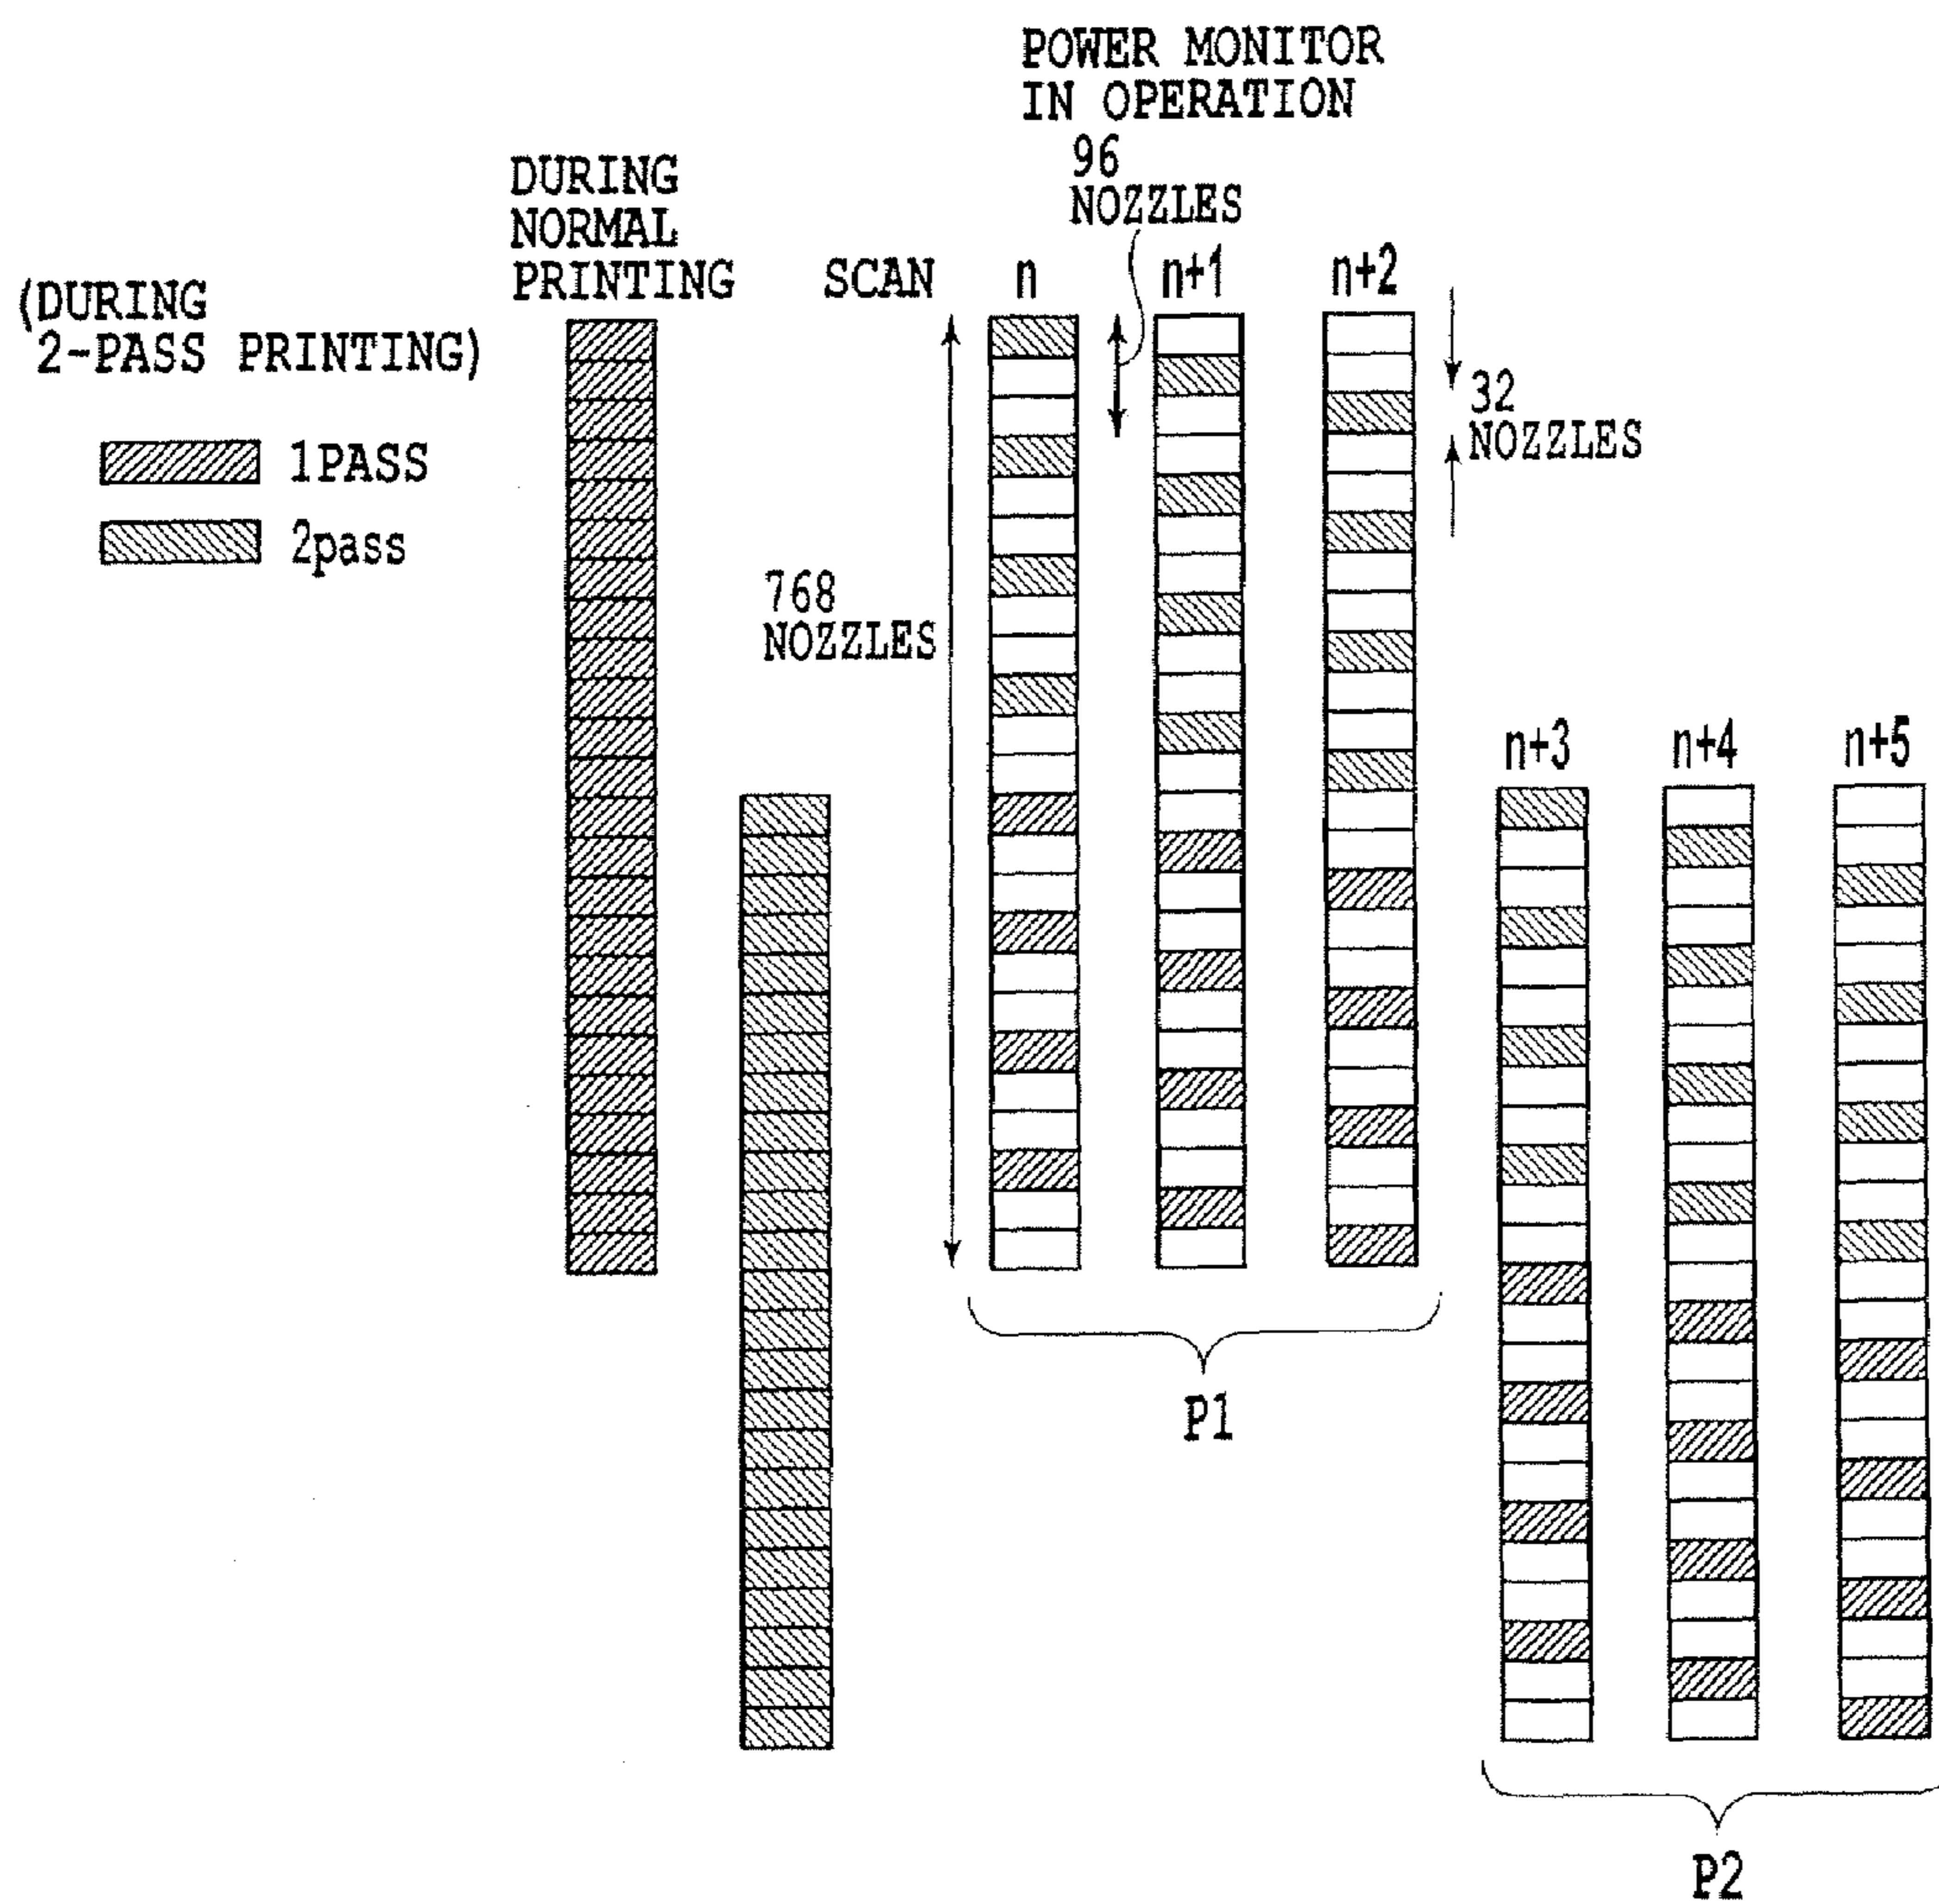 POWER MONITOR
IN OPERATION
96
NOZZLES
DURING
NORMAL
PRINTING
SCAN
n
n+1
n+2
(DURING
2-PASS PRINTING)
1PASS
2pass
32
NOZZLES
768
NOZZLES
n+3
n+4
n+5
P1
P2